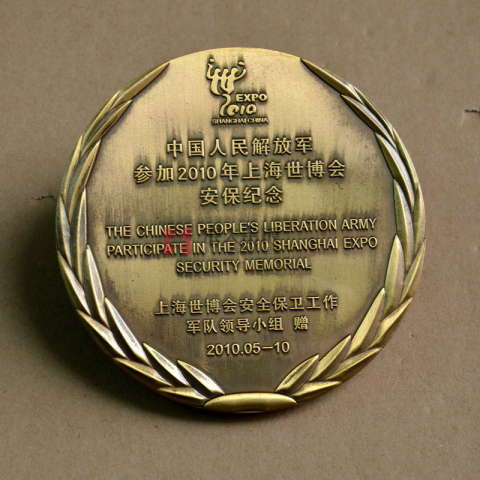 EXPO
2010
SHANGHAI CHINA
中国人民解放军
参加2010年上海世博会
安保纪念
THE CHINESE PEOPLE'S LIBERATION ARMY
PARTICIPATE IN THE 2010 SHANGHAI EXPO
SECURITY MEMORIAL
上海世博会安全保卫工作
军队领导小组 赠
2010.05-10